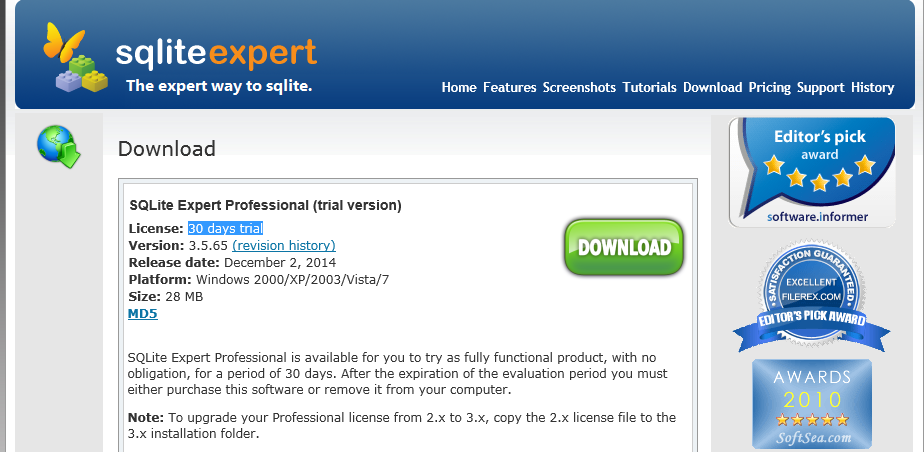 sqliteexpert
The expert way to sqlite.
Home Features Screenshots Tutorials Download Pricing Support History
Download
SQLite Expert Professional (trial version)
License: 30 days trial
Version: 3.5.65 (revision history)
Release date: December 2, 2014
Platform: Windows 2000/XP/2003/Vista/7
Size: 28 MB
MD5
DOWNLOAD
SQLite Expert Professional is available for you to try as fully functional product, with no
obligation, for a period of 30 days. After the expiration of the evaluation period you must
either purchase this software or remove it from your computer.
Note: To upgrade your Professional license from 2.x to 3.x, copy the 2.x license file to the
3.x installation folder.
Editor's pick
award
software.informer
SATISFACTION GUARANTEED
EXCELLENT
FILEREX.COM
EDITOR'S PICK AWARD
AWARDS
2010
SoftSea.com